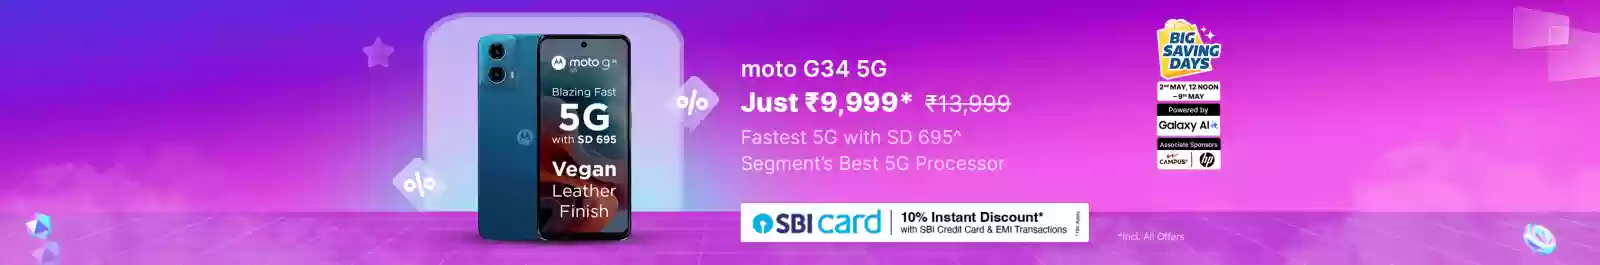 moto g34
5G
Blazing Fast
5G
with SD 695
Vegan
Leather
Finish
%
%
moto G34 5G
Just ₹9,999* ₹13,999
Fastest 5G with SD 695^
Segment's Best 5G Processor
SBI card
10% Instant Discount*
with SBI Credit Card & EMI Transactions
*T&C Apply
*Incl. All Offers
BIG
SAVING
DAYS
2ND MAY, 12 NOON
– 9TH MAY
Powered by
Galaxy AI
Associate Sponsors
CAMPUS hp